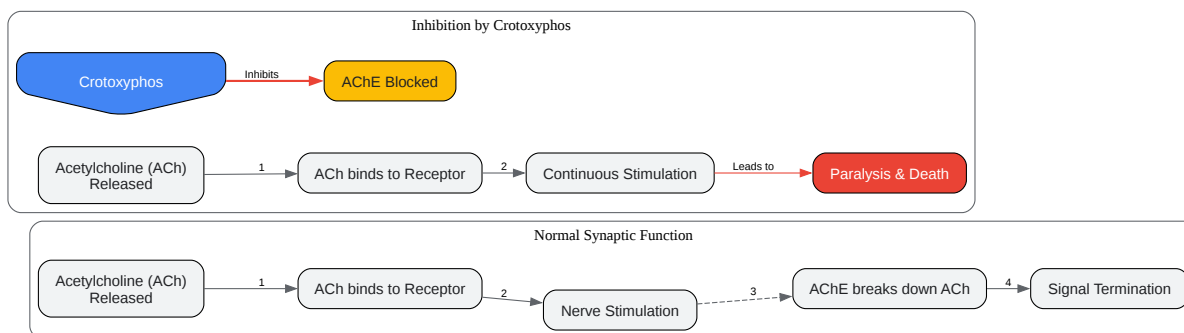 Inhibition by Crotoxyphos
Crotoxyphos
Inhibits
AChE Blocked
Acetylcholine (ACh)
Released
1
ACh binds to Receptor
2
Continuous Stimulation
Leads to
Paralysis & Death
Normal Synaptic Function
Acetylcholine (ACh)
Released
1
ACh binds to Receptor
2
Nerve Stimulation
3
AChE breaks down ACh
4
Signal Termination